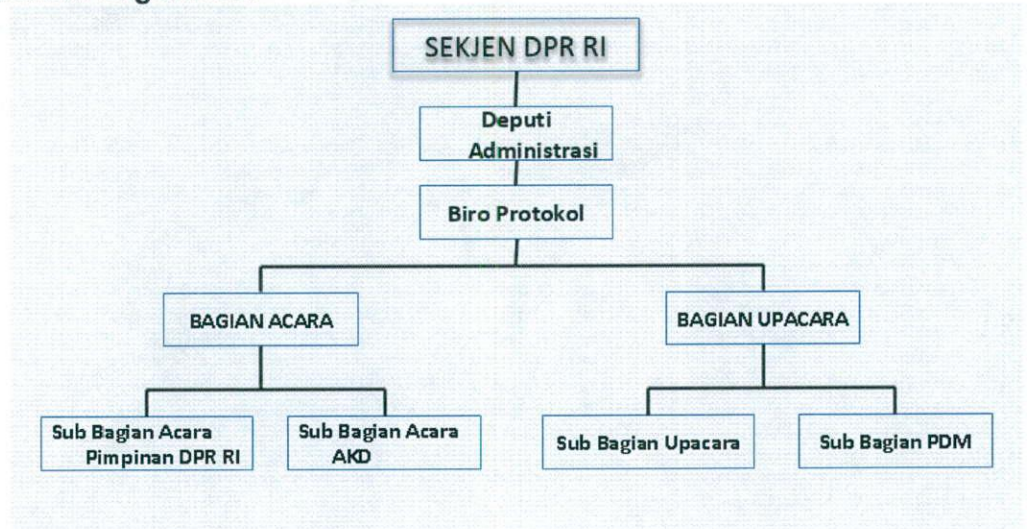 SEKJEN DPR RI
Deputi
Administrasi
Biro Protokol
BAGIAN ACARA
BAGIAN UPACARA
Sub Bagian Acara
Pimpinan DPR RI
Sub Bagian Acara
AKD
Sub Bagian Upacara
Sub Bagian PDM